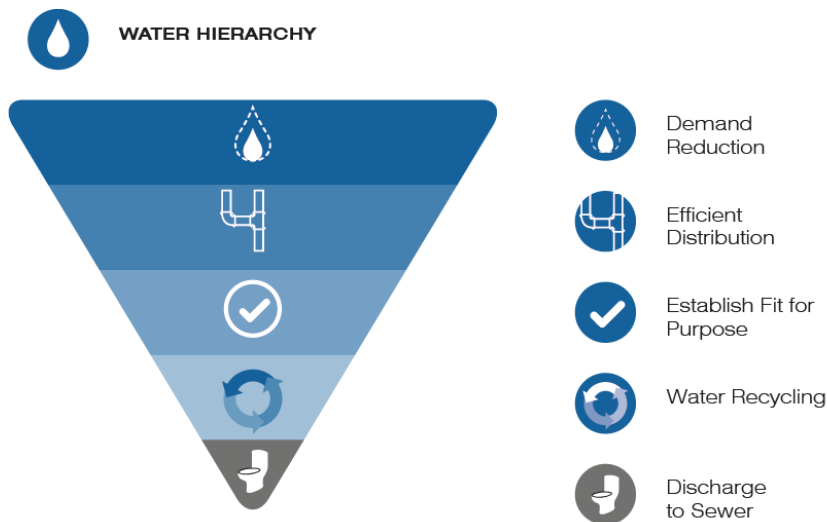 WATER HIERARCHY
Demand
Reduction
Efficient
Distribution
Establish Fit for
Purpose
Water Recycling
Discharge
to Sewer